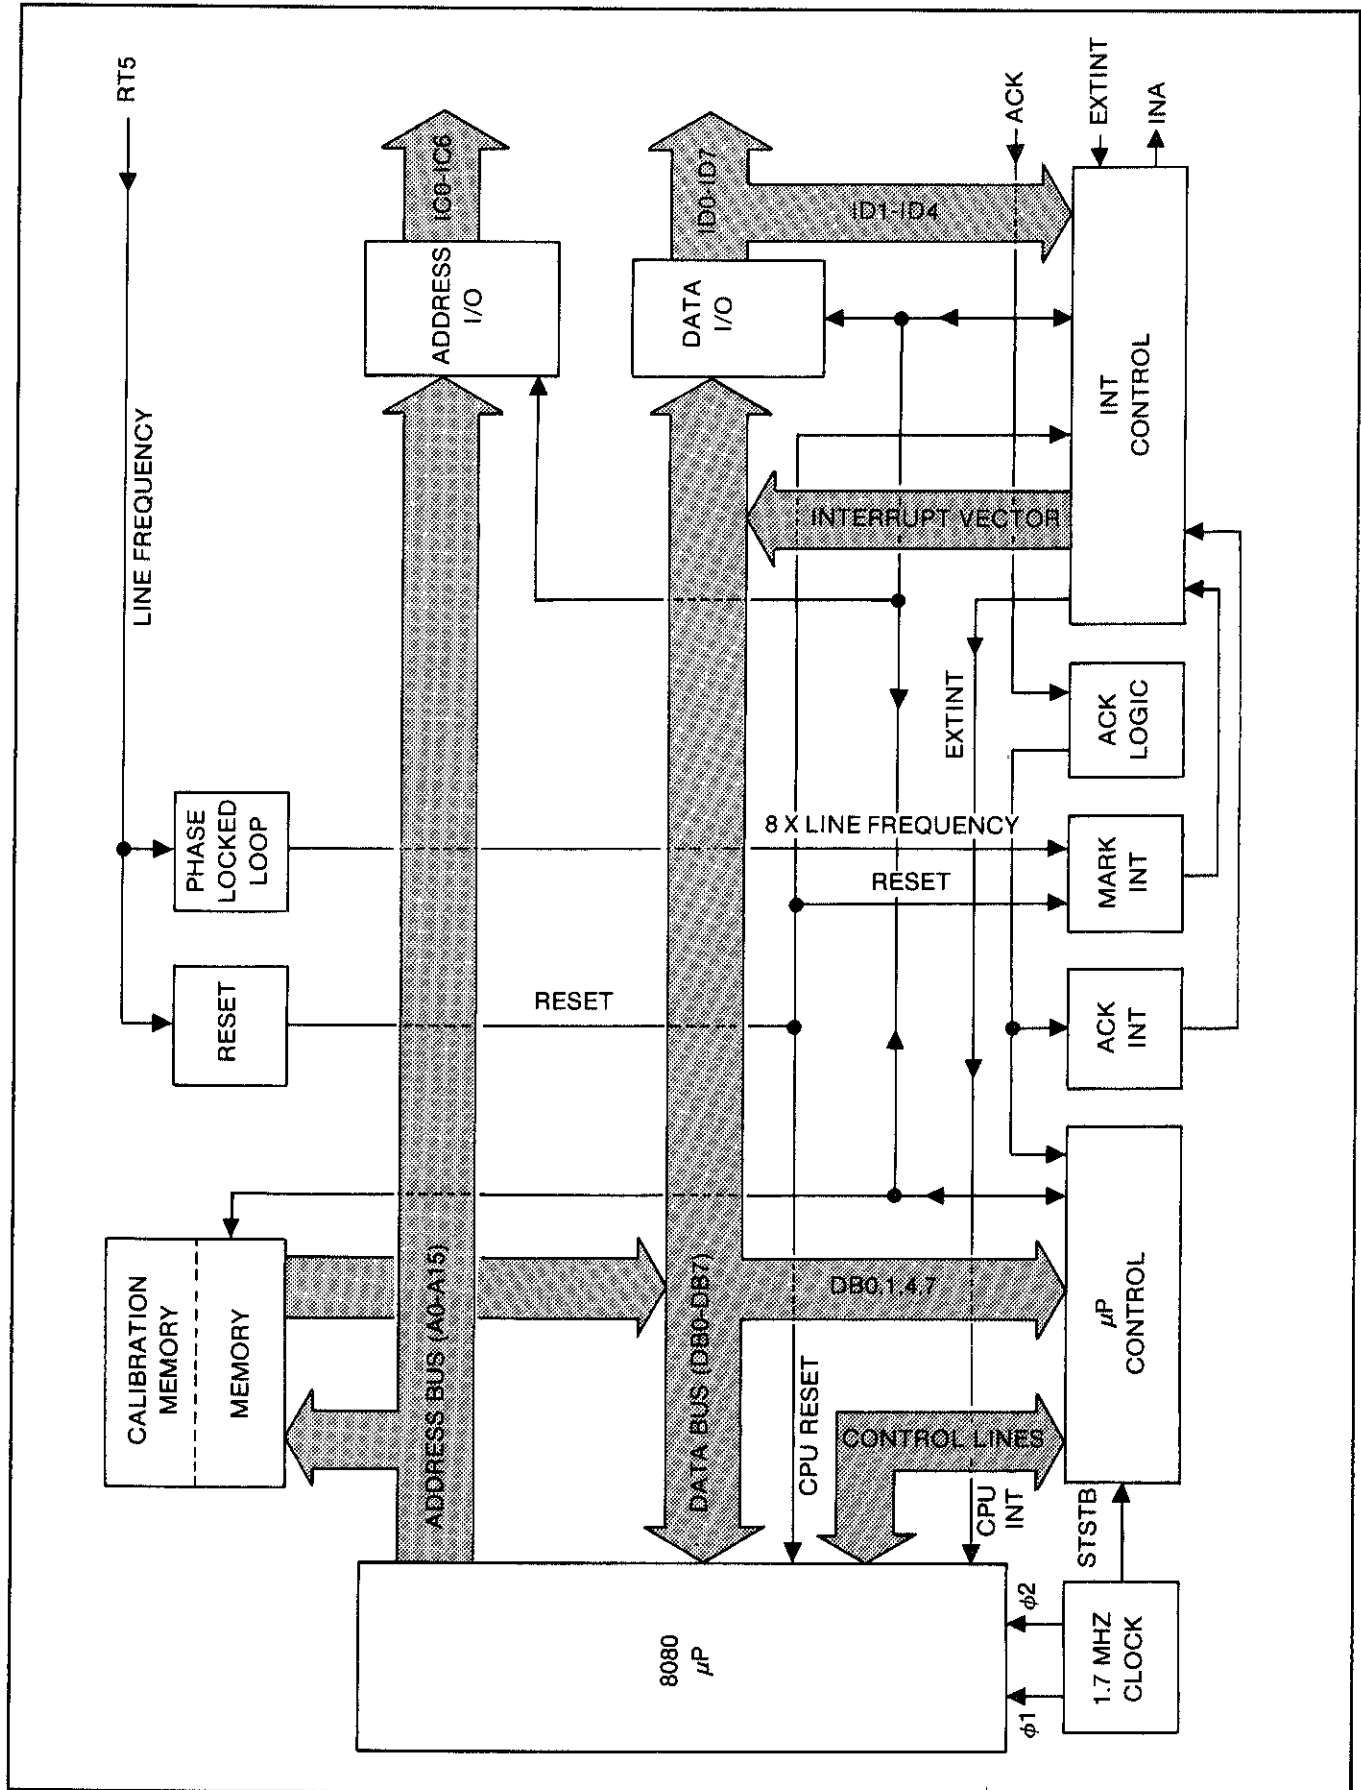 RT5
LINE FREQUENCY
PHASE
LOCKED
LOOP
RESET
CALIBRATION
MEMORY
MEMORY
IC0-IC6
ADDRESS
I/O
ADDRESS BUS (A0-A15)
ID0-ID7
ID1-ID4
DATA
I/O
DATA BUS (DB0-DB7)
DB0,1,4,7
RESET
INTERRUPT VECTOR
8 X LINE FREQUENCY
RESET
CPU RESET
CONTROL LINES
EXTINT
CPU
INT
ACK
EXTINT
INA
INT
CONTROL
ACK
LOGIC
MARK
INT
ACK
INT
µP
CONTROL
STSTB
8080
µP
ϕ1
ϕ2
1.7 MHZ
CLOCK